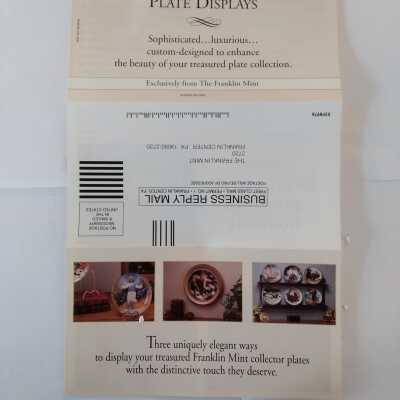 PLATE DISPLAYS
Sophisticated...luxurious...
custom-designed to enhance
the beauty of your treasured plate collection.
Exclusively from The Franklin Mint
NO POSTAGE
NECESSARY
IF MAILED
IN THE
UNITED STATES
BUSINESS REPLY MAIL
FIRST CLASS MAIL PERMIT NO. 1 FRANKLIN CENTER, PA
POSTAGE WILL BE PAID BY ADDRESSEE
THE FRANKLIN MINT
2720
FRANKLIN CENTER PA 19092-2720
Three uniquely elegant ways
to display your treasured Franklin Mint collector plates
with the distinctive touch they deserve.